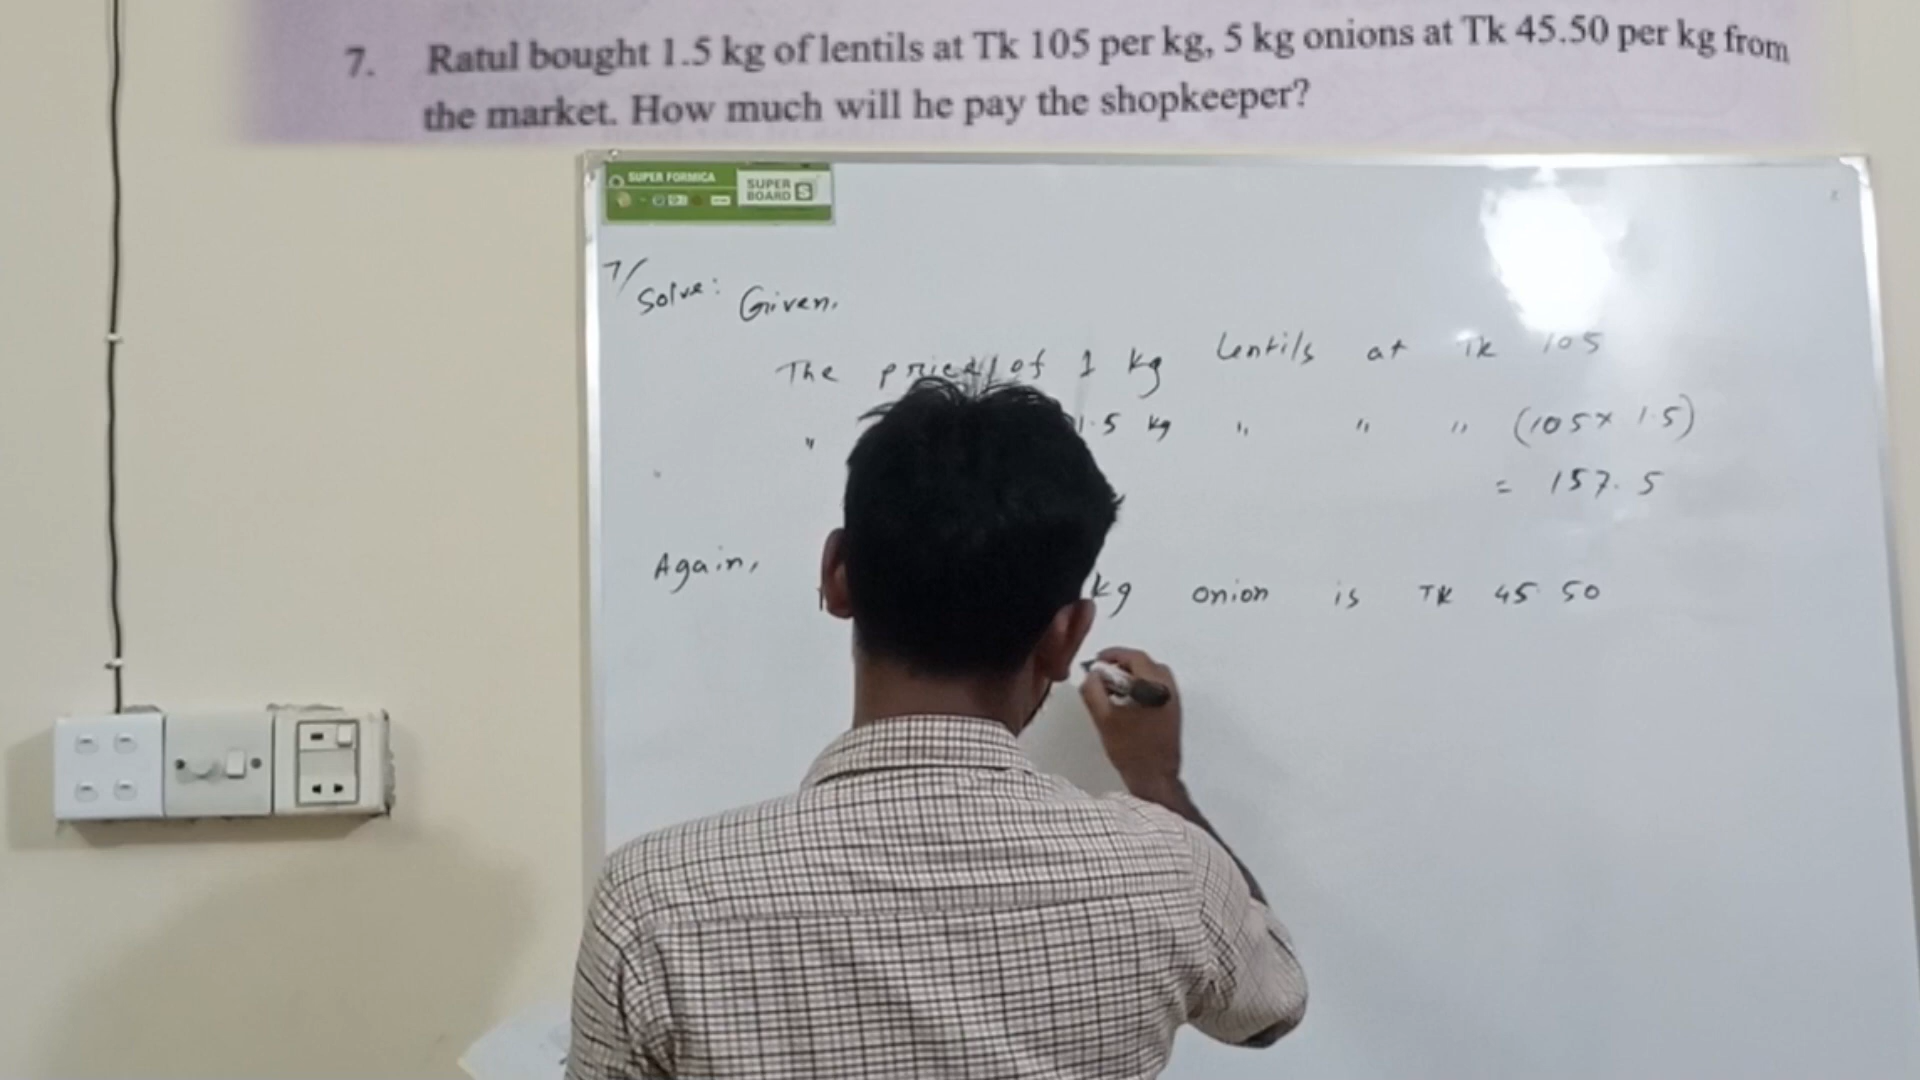 7. Ratul bought 1.5 kg of lentils at Tk 105 per kg, 5 kg onions at Tk 45.50 per kg from
the market. How much will he pay the shopkeeper?
SUPER FORMICA
SUPER
BOARD S
7/
Solve: Given,
The price of 1 kg lentils at Tk 105
" 1.5 kg " " " (105 × 1.5)
= 157.5
Again,
kg onion is TK 45.50